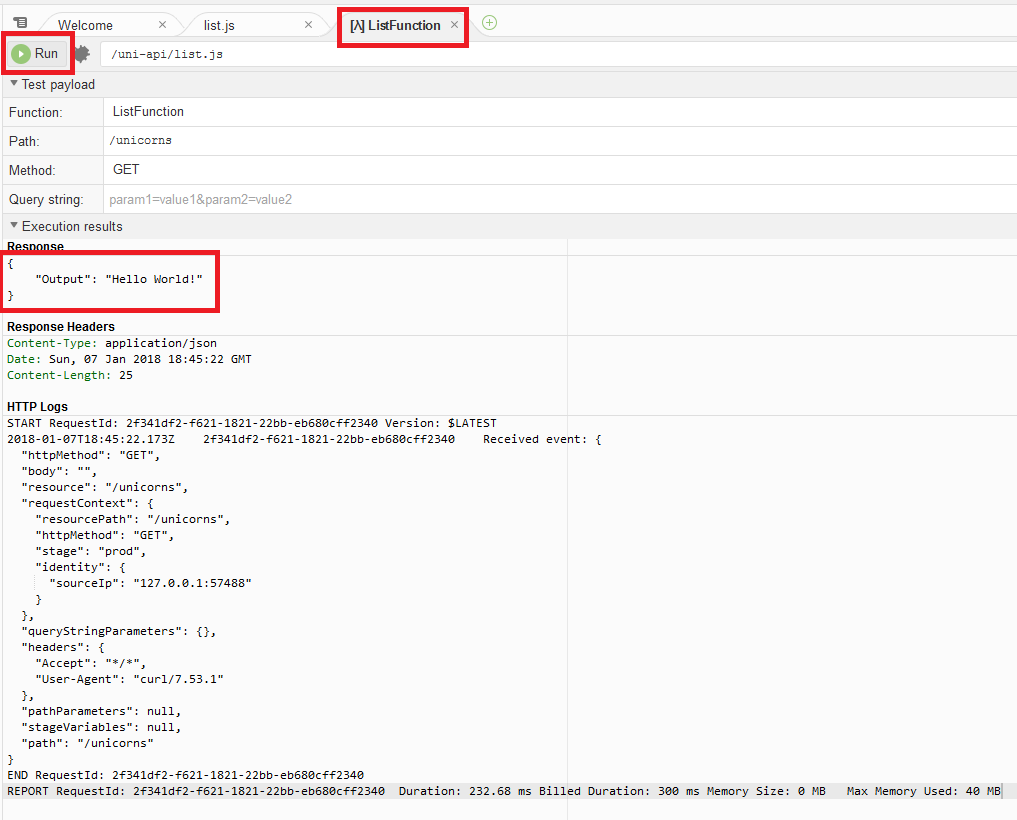 Welcome × list.js × [λ] ListFunction ×
Run /uni-api/list.js
Test payload
Function: ListFunction
Path: /unicorns
Method: GET
Query string: param1=value1&param2=value2
Execution results
Response
{
"Output": "Hello World!"
}
Response Headers
Content-Type: application/json
Date: Sun, 07 Jan 2018 18:45:22 GMT
Content-Length: 25
HTTP Logs
START RequestId: 2f341df2-f621-1821-22bb-eb680cff2340 Version: $LATEST
2018-01-07T18:45:22.173Z 2f341df2-f621-1821-22bb-eb680cff2340 Received event: {
"httpMethod": "GET",
"body": "",
"resource": "/unicorns",
"requestContext": {
"resourcePath": "/unicorns",
"httpMethod": "GET",
"stage": "prod",
"identity": {
"sourceIp": "127.0.0.1:57488"
}
},
"queryStringParameters": {},
"headers": {
"Accept": "*/*",
"User-Agent": "curl/7.53.1"
},
"pathParameters": null,
"stageVariables": null,
"path": "/unicorns"
}
END RequestId: 2f341df2-f621-1821-22bb-eb680cff2340
REPORT RequestId: 2f341df2-f621-1821-22bb-eb680cff2340 Duration: 232.68 ms Billed Duration: 300 ms Memory Size: 0 MB Max Memory Used: 40 MB